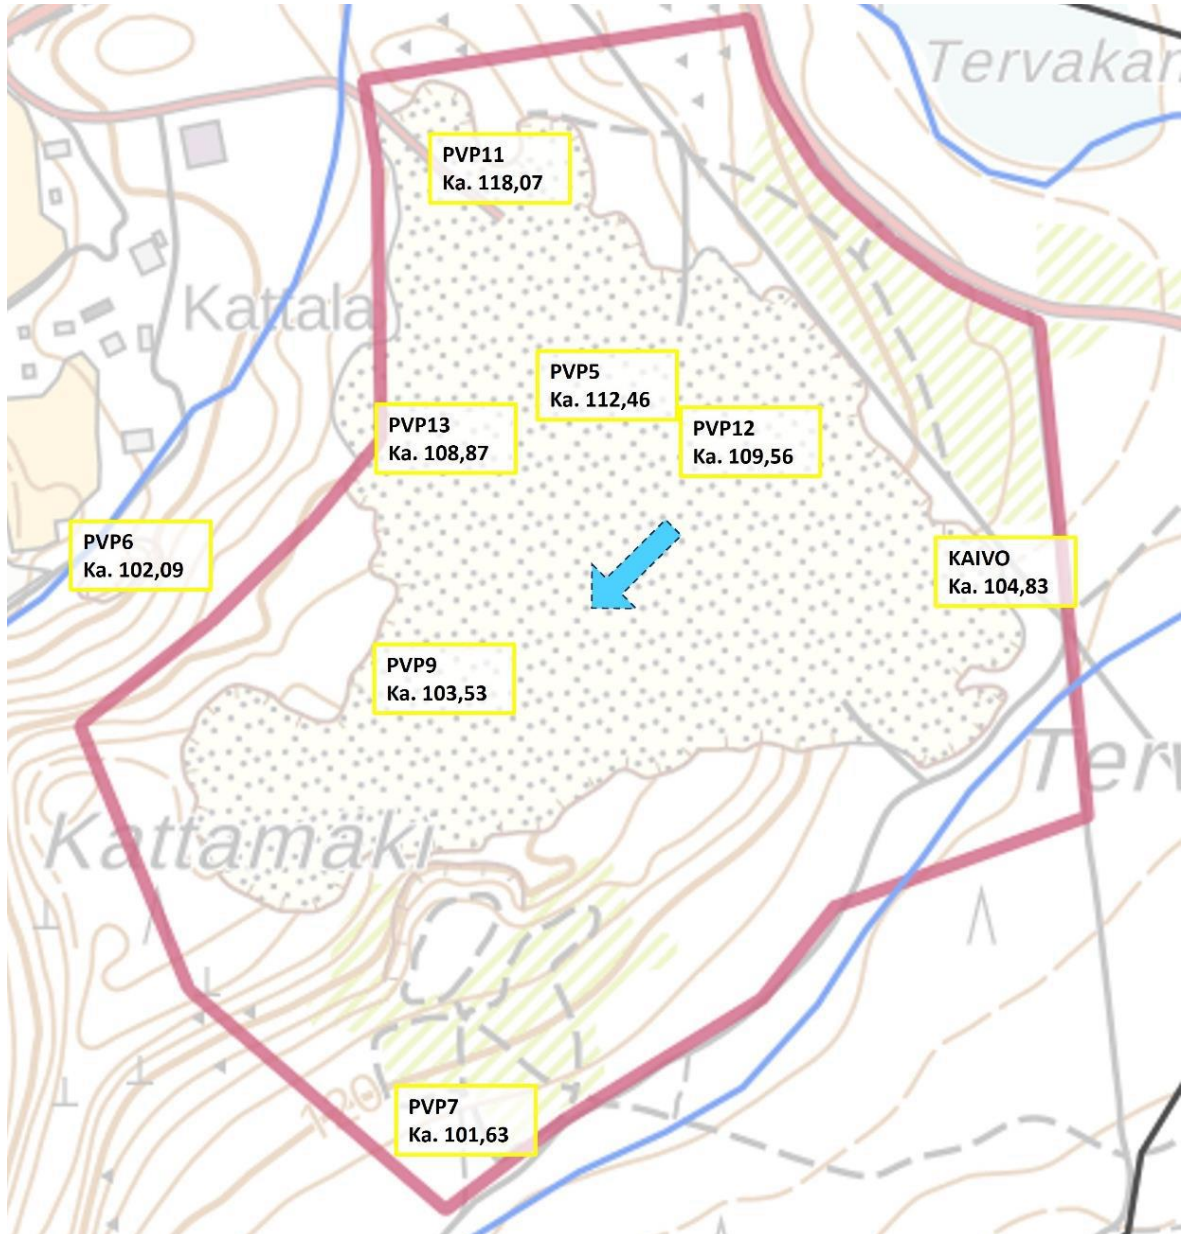 Tervakan
PVP11
Ka. 118,07
Kattala
PVP5
Ka. 112,46
PVP13
Ka. 108,87
PVP12
Ka. 109,56
PVP6
Ka. 102,09
KAIVO
Ka. 104,83
PVP9
Ka. 103,53
Terv
Kattamäki
120
PVP7
Ka. 101,63